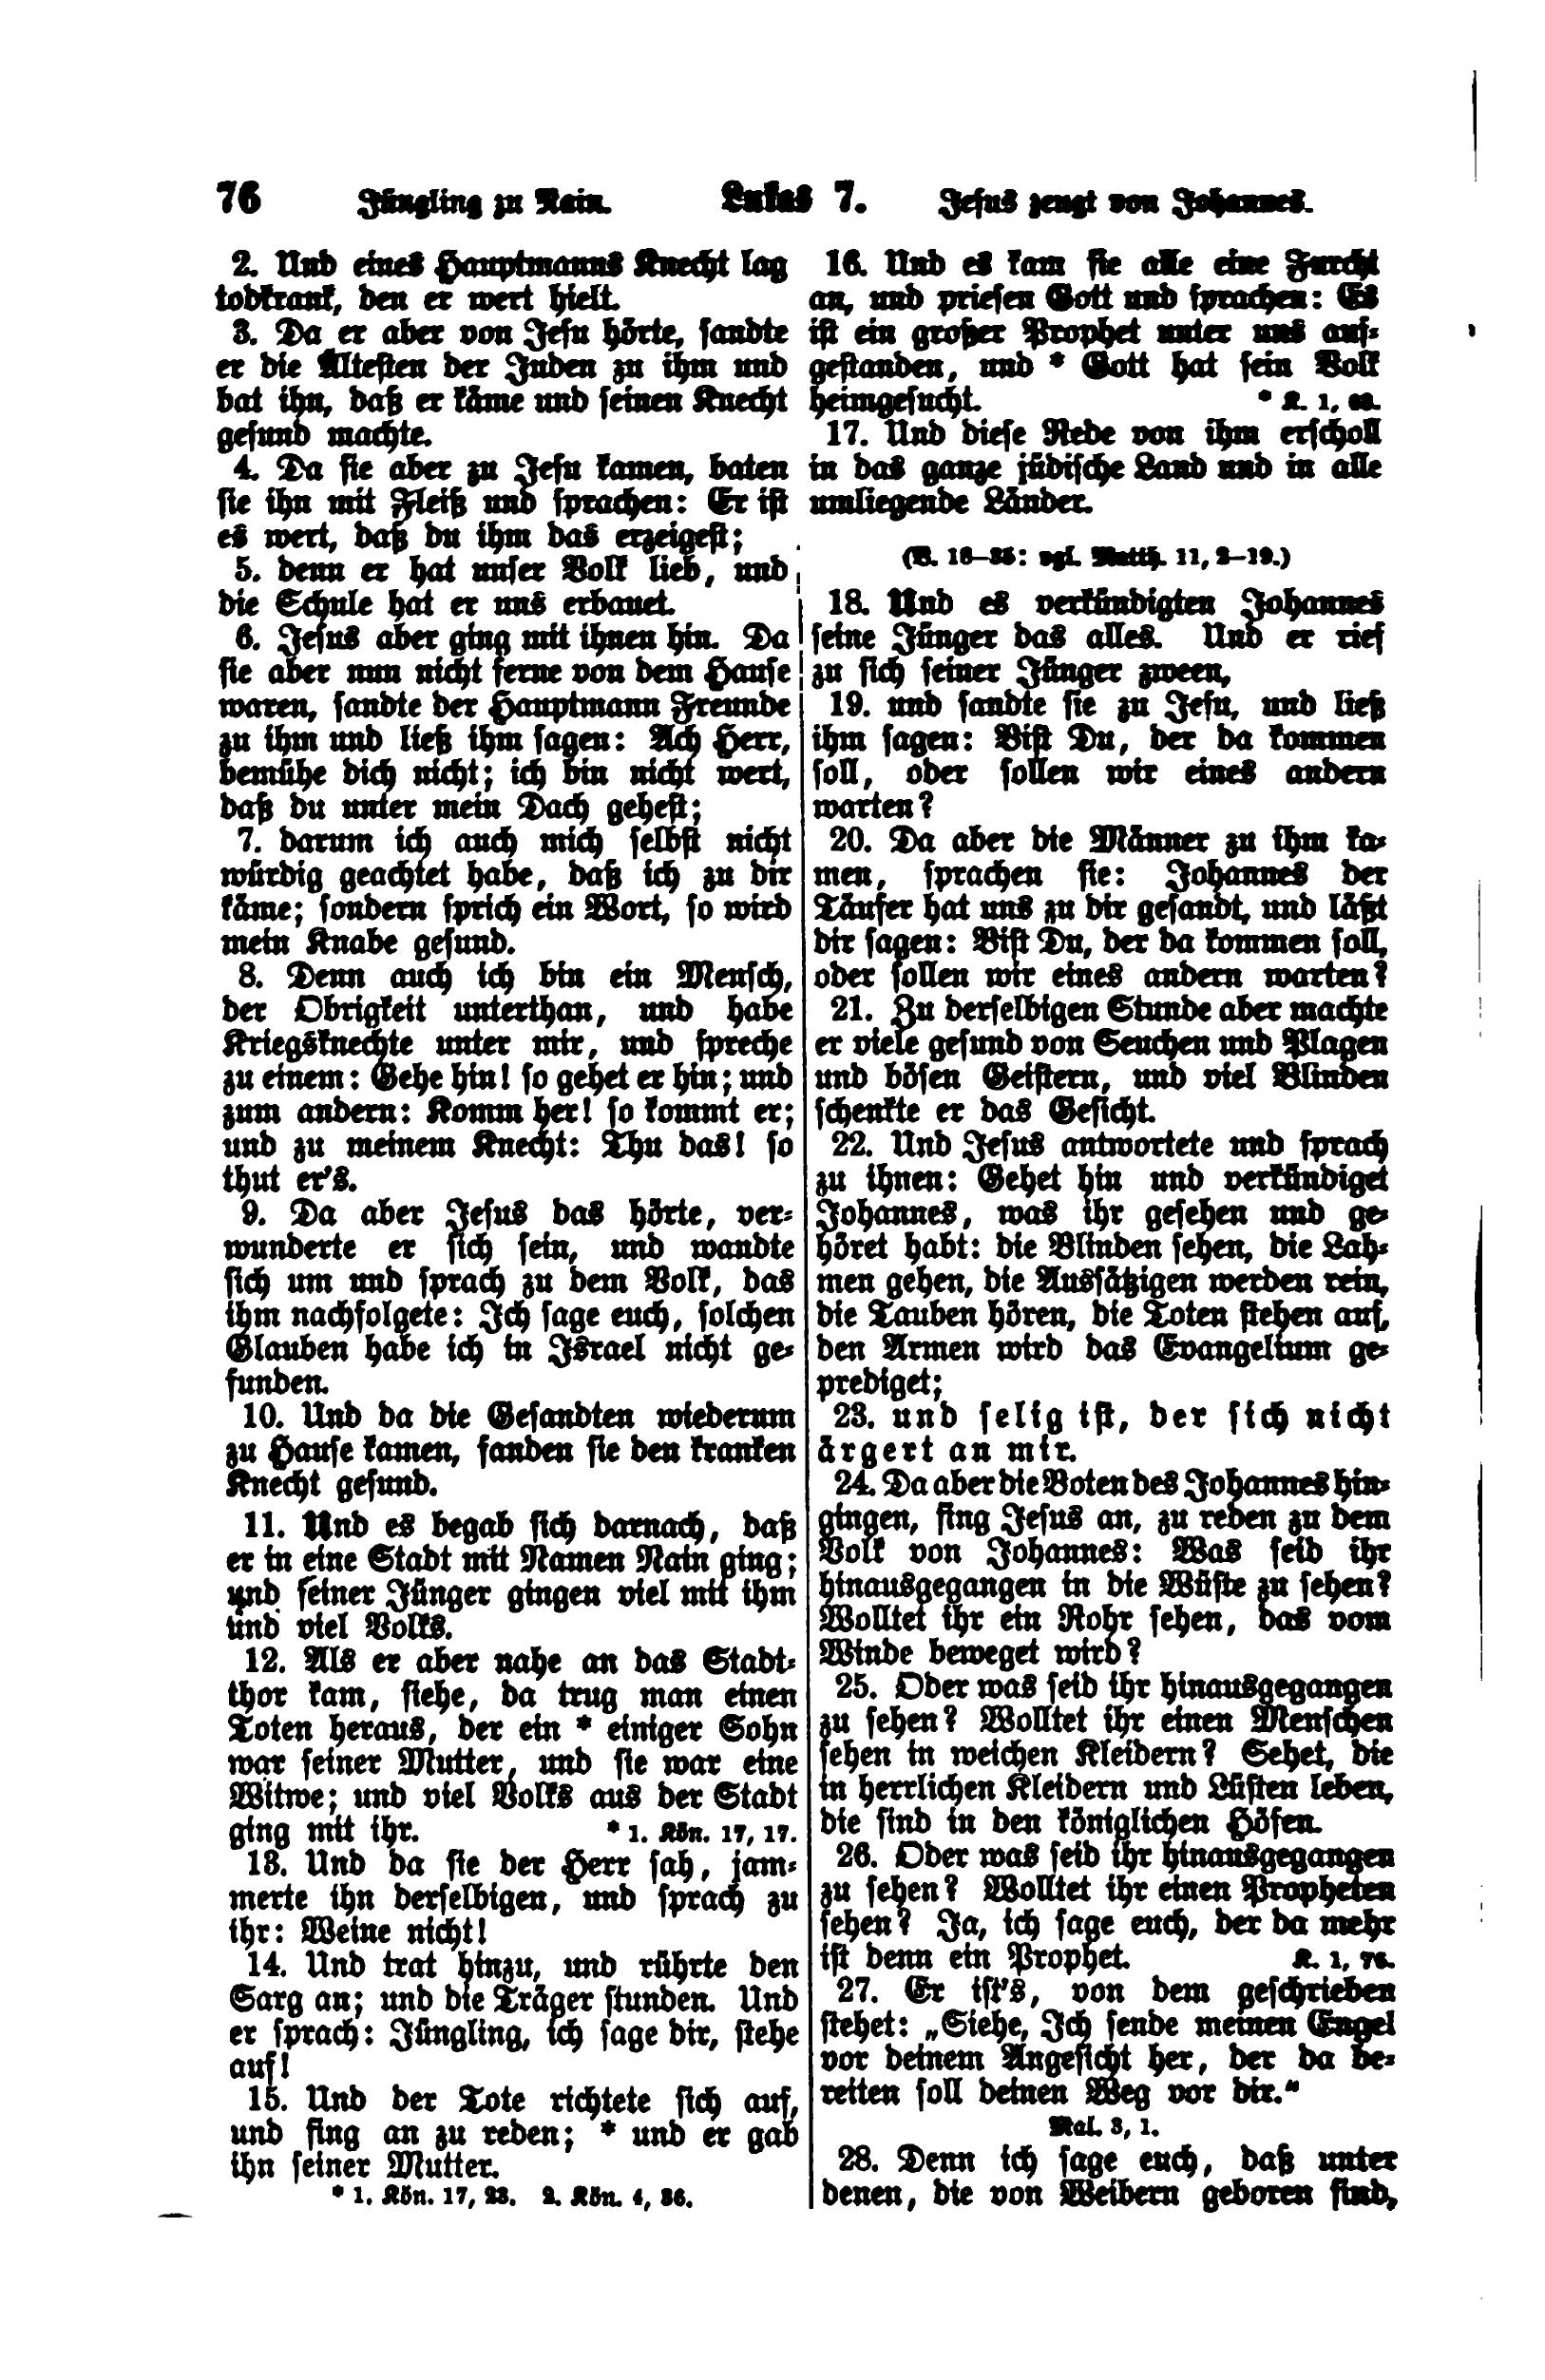 76 Jüngling zu Nain. Lukas 7. Jesus zeugt von Johannes.
2. Und eines Hauptmanns Knecht lag
todkrank, den er wert hielt.
3. Da er aber von Jesu hörte, sandte
er die Ältesten der Juden zu ihm und
bat ihn, daß er käme und seinen Knecht
gesund machte.
4. Da sie aber zu Jesu kamen, baten
sie ihn mit Fleiß und sprachen: Er ist
es wert, daß du ihm das erzeigest;
5. denn er hat unser Volk lieb, und
die Schule hat er uns erbauet.
6. Jesus aber ging mit ihnen hin. Da
sie aber nun nicht ferne von dem Hause
waren, sandte der Hauptmann Freunde
zu ihm und ließ ihm sagen: Ach Herr,
bemühe dich nicht; ich bin nicht wert,
daß du unter mein Dach gehest;
7. darum ich auch mich selbst nicht
würdig geachtet habe, daß ich zu dir
käme; sondern sprich ein Wort, so wird
mein Knabe gesund.
8. Denn auch ich bin ein Mensch,
der Obrigkeit unterthan, und habe
Kriegsknechte unter mir, und spreche
zu einem: Gehe hin! so gehet er hin; und
zum andern: Komm her! so kommt er;
und zu meinem Knecht: Thu das! so
thut er's.
9. Da aber Jesus das hörte, ver-
wunderte er sich sein, und wandte
sich um und sprach zu dem Volk, das
ihm nachfolgete: Ich sage euch, solchen
Glauben habe ich in Israel nicht ge-
funden.
10. Und da die Gesandten wiederum
zu Hause kamen, fanden sie den kranken
Knecht gesund.
11. Und es begab sich darnach, daß
er in eine Stadt mit Namen Nain ging;
und seiner Jünger gingen viel mit ihm
und viel Volks.
12. Als er aber nahe an das Stadt-
thor kam, siehe, da trug man einen
Toten heraus, der ein * einiger Sohn
war seiner Mutter, und sie war eine
Witwe; und viel Volks aus der Stadt
ging mit ihr. * 1. Kön. 17, 17.
13. Und da sie der Herr sah, jam-
merte ihn derselbigen, und sprach zu
ihr: Weine nicht!
14. Und trat hinzu, und rührte den
Sarg an; und die Träger stunden. Und
er sprach: Jüngling, ich sage dir, stehe
auf!
15. Und der Tote richtete sich auf,
und fing an zu reden; * und er gab
ihn seiner Mutter.
* 1. Kön. 17, 23. 2. Kön. 4, 36.
16. Und es kam sie alle eine Furcht
an, und priesen Gott und sprachen: Es
ist ein großer Prophet unter uns auf-
gestanden, und * Gott hat sein Volk
heimgesucht. * K. 1, 68.
17. Und diese Rede von ihm erscholl
in das ganze jüdische Land und in alle
umliegende Länder.
(V. 18–35: vgl. Matth. 11, 2–19.)
18. Und es verkündigten Johannes
seine Jünger das alles. Und er rief
zu sich seiner Jünger zween,
19. und sandte sie zu Jesu, und ließ
ihm sagen: Bist Du, der da kommen
soll, oder sollen wir eines andern
warten?
20. Da aber die Männer zu ihm ka-
men, sprachen sie: Johannes der
Täufer hat uns zu dir gesandt, und läßt
dir sagen: Bist Du, der da kommen soll,
oder sollen wir eines andern warten?
21. Zu derselbigen Stunde aber machte
er viele gesund von Seuchen und Plagen
und bösen Geistern, und viel Blinden
schenkte er das Gesicht.
22. Und Jesus antwortete und sprach
zu ihnen: Gehet hin und verkündiget
Johannes, was ihr gesehen und ge-
höret habt: die Blinden sehen, die Lah-
men gehen, die Aussätzigen werden rein,
die Tauben hören, die Toten stehen auf,
den Armen wird das Evangelium ge-
prediget;
23. und selig ist, der sich nicht
ärgert an mir.
24. Da aber die Boten des Johannes hin-
gingen, fing Jesus an, zu reden zu dem
Volk von Johannes: Was seid ihr
hinausgegangen in die Wüste zu sehen?
Wolltet ihr ein Rohr sehen, das vom
Winde beweget wird?
25. Oder was seid ihr hinausgegangen
zu sehen? Wolltet ihr einen Menschen
sehen in weichen Kleidern? Sehet, die
in herrlichen Kleidern und Lüsten leben,
die sind in den königlichen Höfen.
26. Oder was seid ihr hinausgegangen
zu sehen? Wolltet ihr einen Propheten
sehen? Ja, ich sage euch, der da mehr
ist denn ein Prophet. K. 1, 76.
27. Er ist's, von dem geschrieben
stehet: „Siehe, Ich sende meinen Engel
vor deinem Angesicht her, der da be-
reiten soll deinen Weg vor dir.“
Mal. 3, 1.
28. Denn ich sage euch, daß unter
denen, die von Weibern geboren sind,